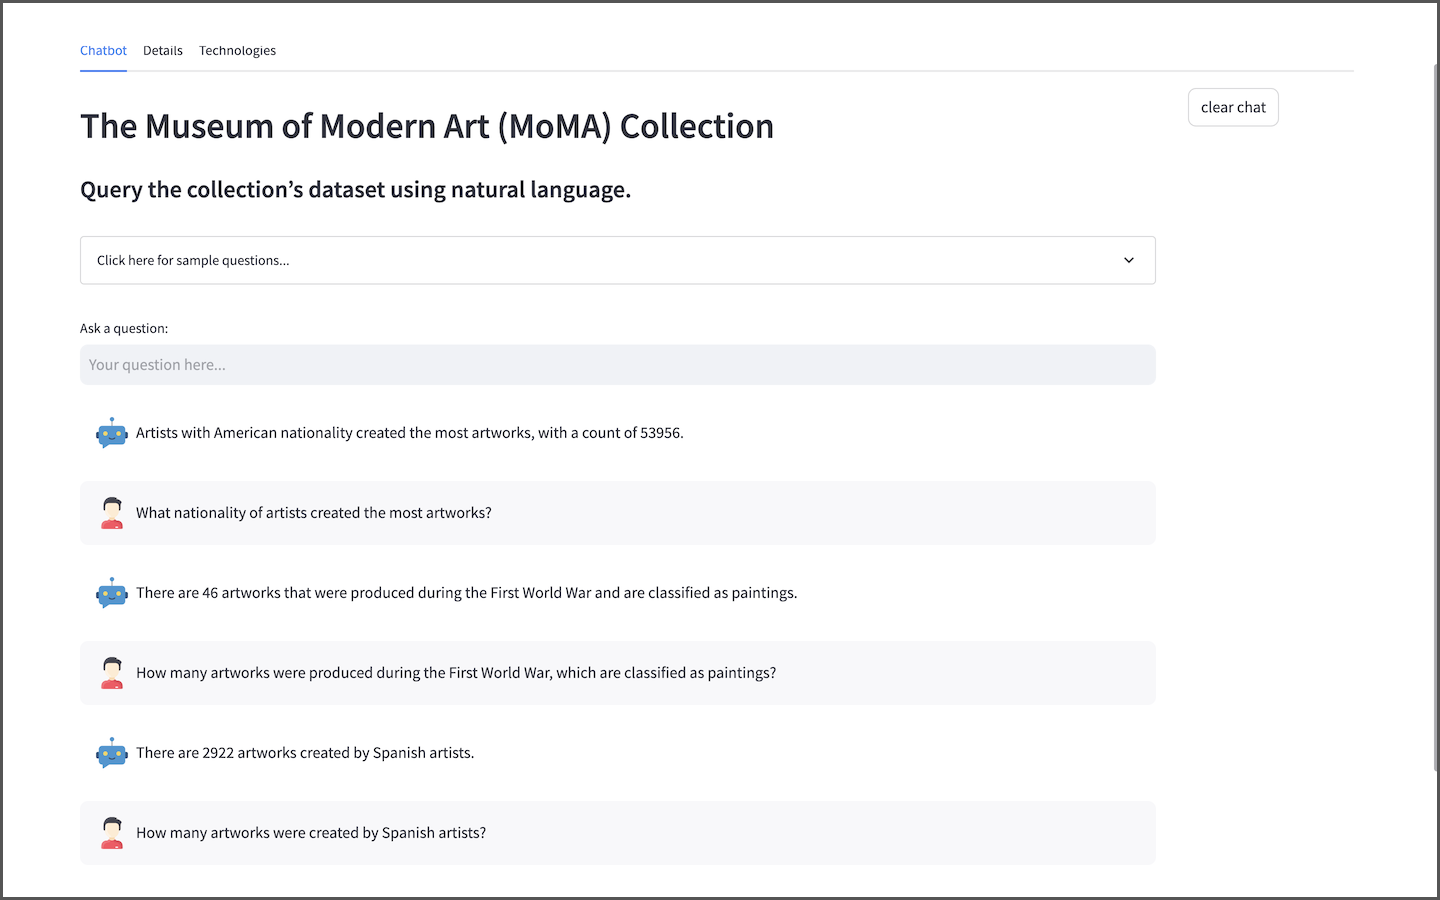 Chatbot Details Technologies
clear chat
The Museum of Modern Art (MoMA) Collection
Query the collection’s dataset using natural language.
Click here for sample questions...
Ask a question:
Your question here...
Artists with American nationality created the most artworks, with a count of 53956.
What nationality of artists created the most artworks?
There are 46 artworks that were produced during the First World War and are classified as paintings.
How many artworks were produced during the First World War, which are classified as paintings?
There are 2922 artworks created by Spanish artists.
How many artworks were created by Spanish artists?